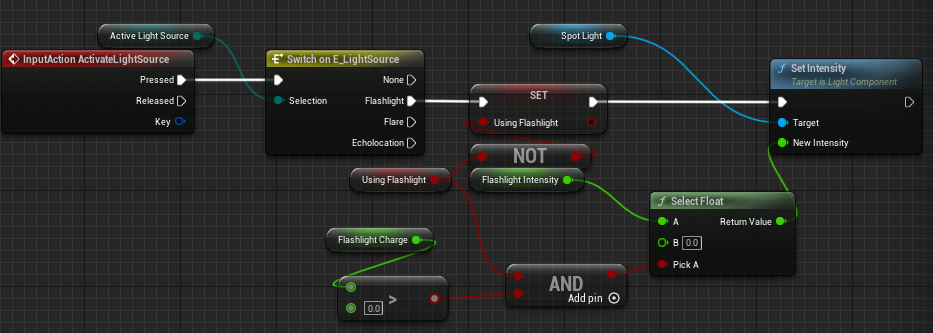 Active Light Source
Spot Light
InputAction ActivateLightSource
Pressed
Released
Key
Switch on E_LightSource
None
Selection
Flashlight
Flare
Echolocation
SET
Using Flashlight
f Set Intensity
Target is Light Component
Target
New Intensity
NOT
Using Flashlight
Flashlight Intensity
f Select Float
A
Return Value
B 0.0
Pick A
Flashlight Charge
>
0.0
AND
Add pin